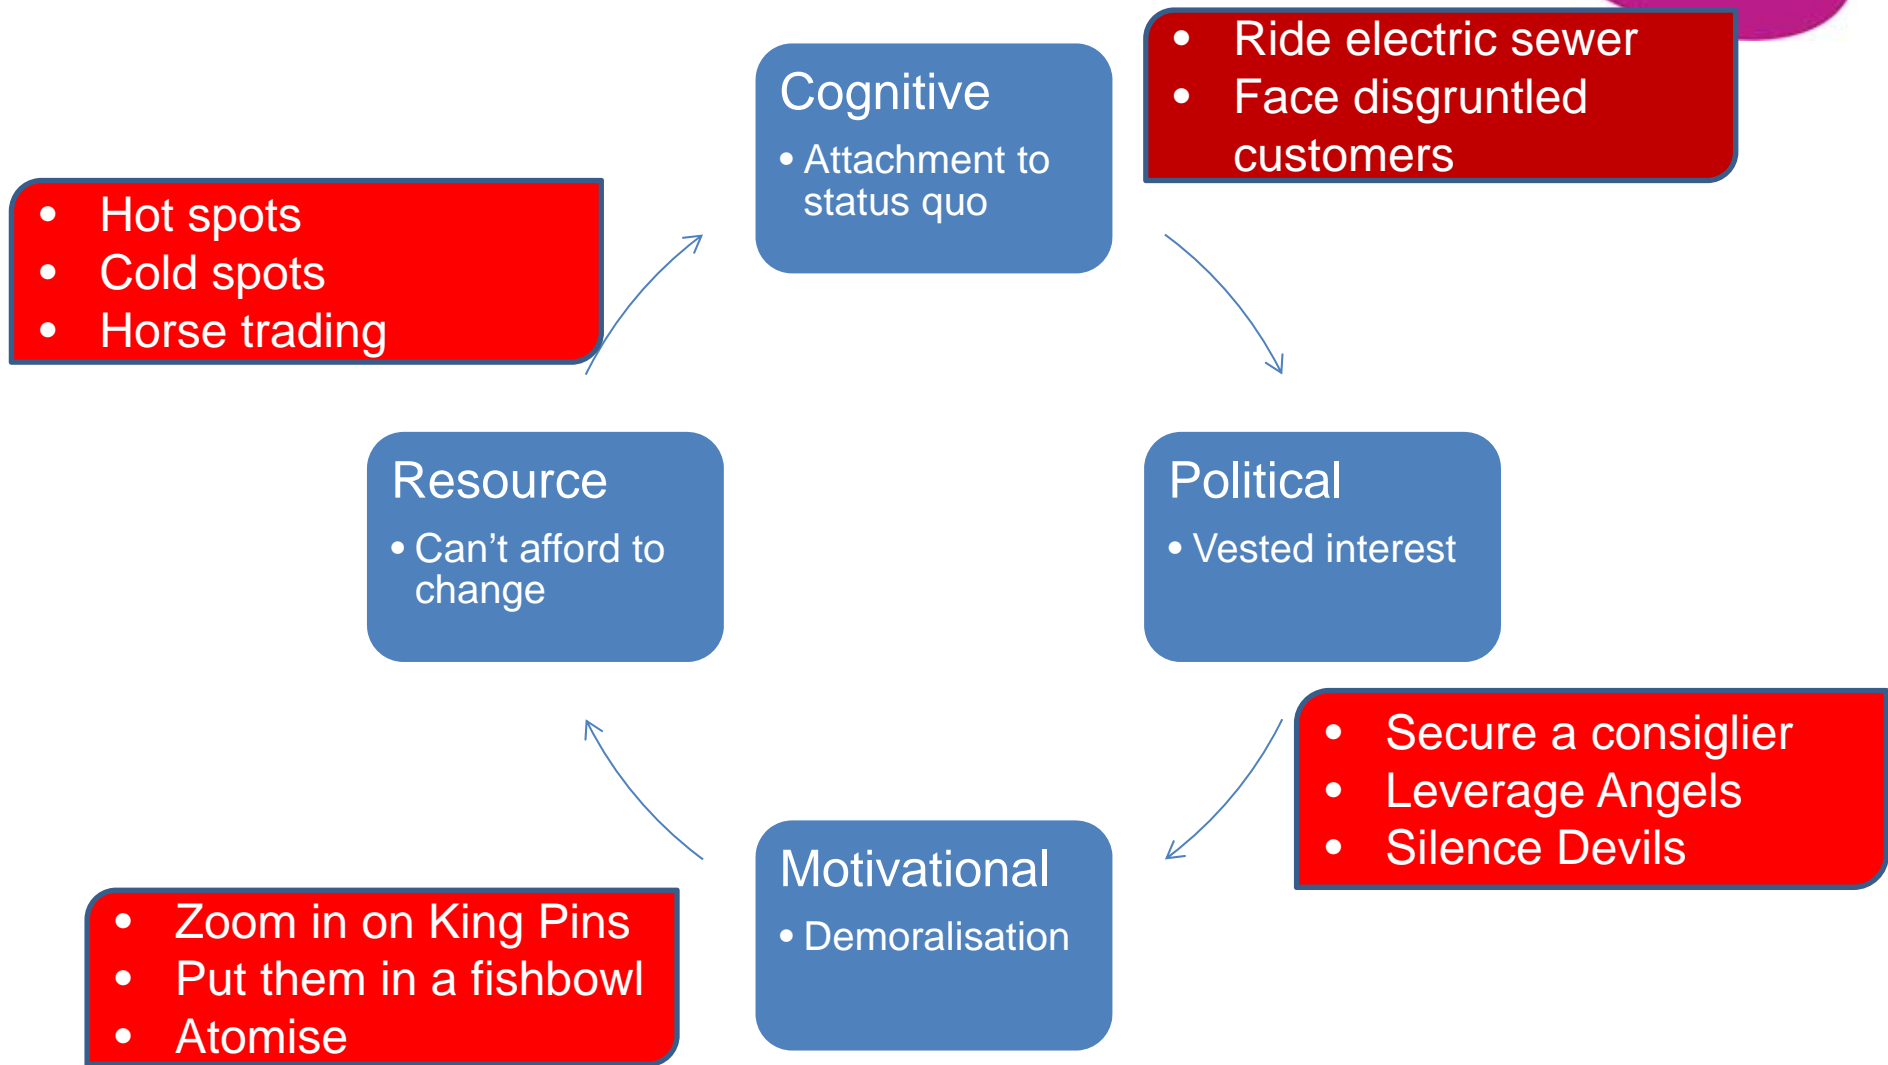 Cognitive
• Attachment to
status quo
• Ride electric sewer
• Face disgruntled
customers
Political
• Vested interest
• Secure a consiglier
• Leverage Angels
• Silence Devils
Motivational
• Demoralisation
• Zoom in on King Pins
• Put them in a fishbowl
• Atomise
Resource
• Can’t afford to
change
• Hot spots
• Cold spots
• Horse trading